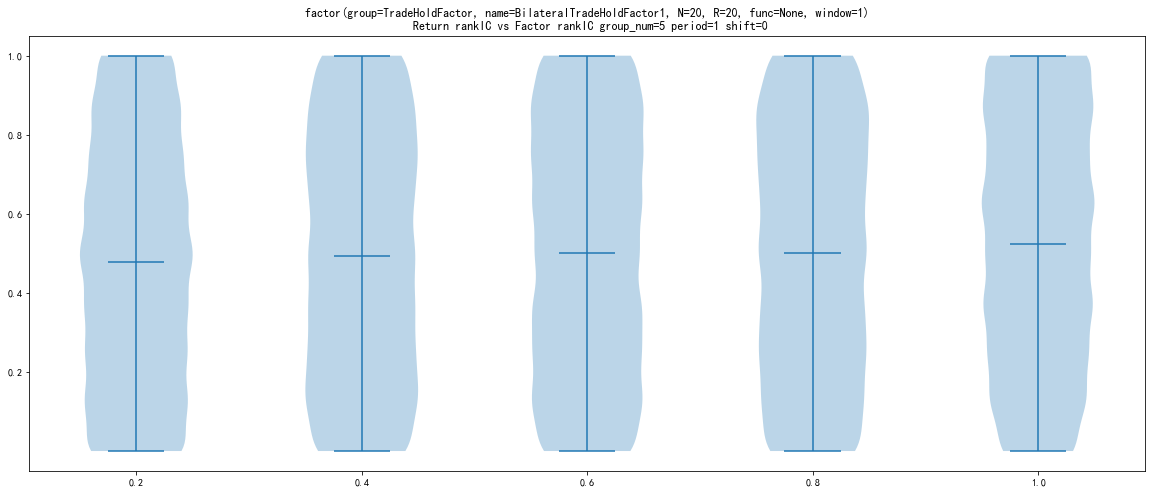 factor(group=TradeHoldFactor, name=BilateralTradeHoldFactor1, N=20, R=20, func=None, window=1)
Return rankIC vs Factor rankIC group_num=5 period=1 shift=0
1.0
0.8
0.6
0.4
0.2
0.2 0.4 0.6 0.8 1.0